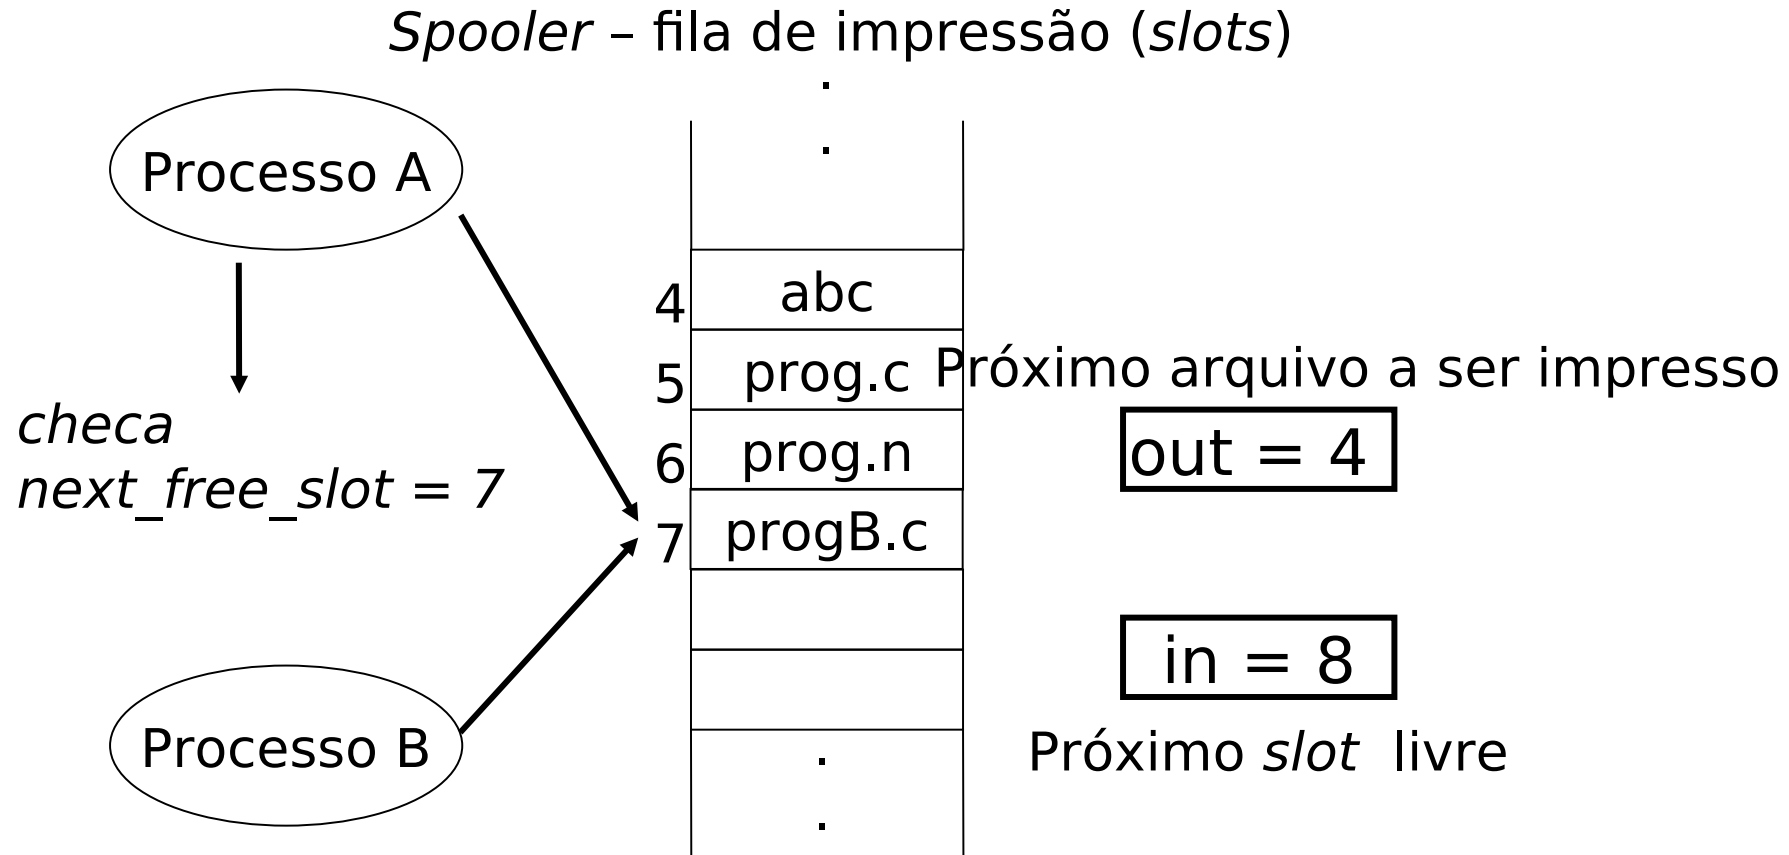 Spooler – fila de impressão (slots)
.
.
Processo A
4 abc
5 prog.c
Próximo arquivo a ser impresso
checa
next_free_slot = 7
6 prog.n
out = 4
7 progB.c
in = 8
Processo B
Próximo slot livre
.
.